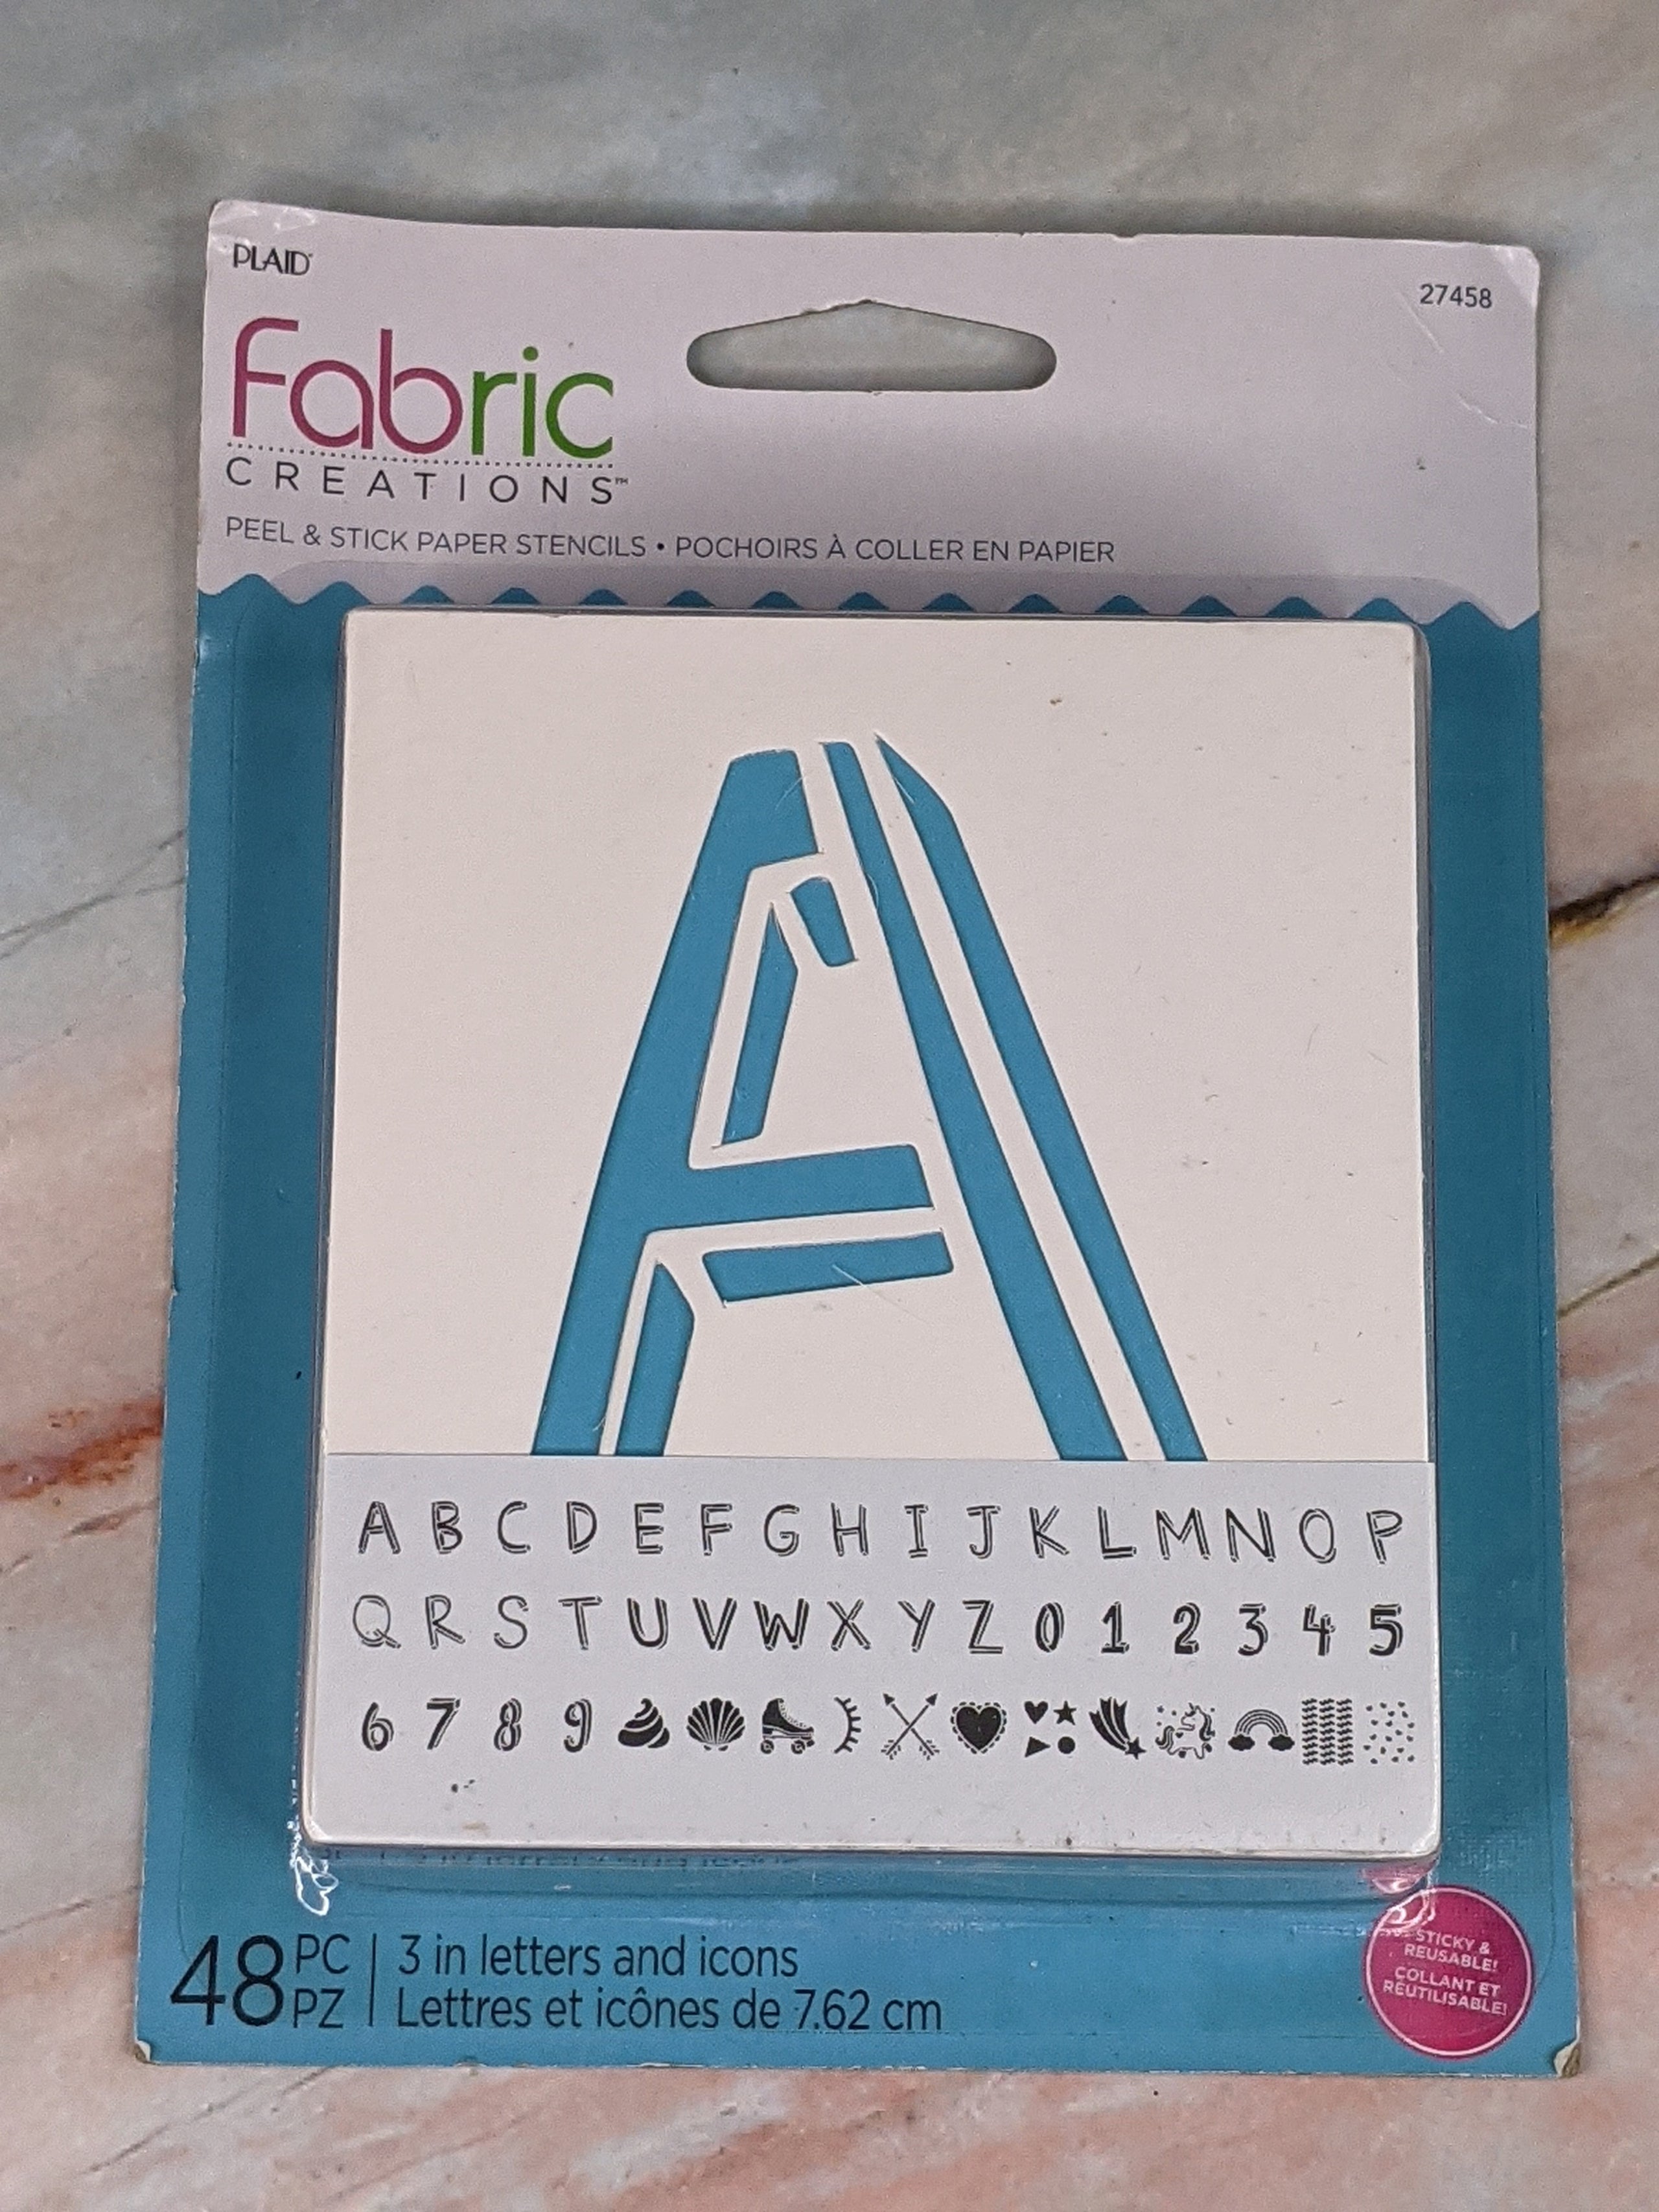 PLAID®
27458
Fabric
CREATIONS™
PEEL & STICK PAPER STENCILS • POCHOIRS À COLLER EN PAPIER
A
A B C D E F G H I J K L M N O P
Q R S T U V W X Y Z 0 1 2 3 4 5
6 7 8 9
48 PC PZ
3 in letters and icons
Lettres et icônes de 7.62 cm
STICKY &
REUSABLE!
COLLANT ET
RÉUTILISABLE!